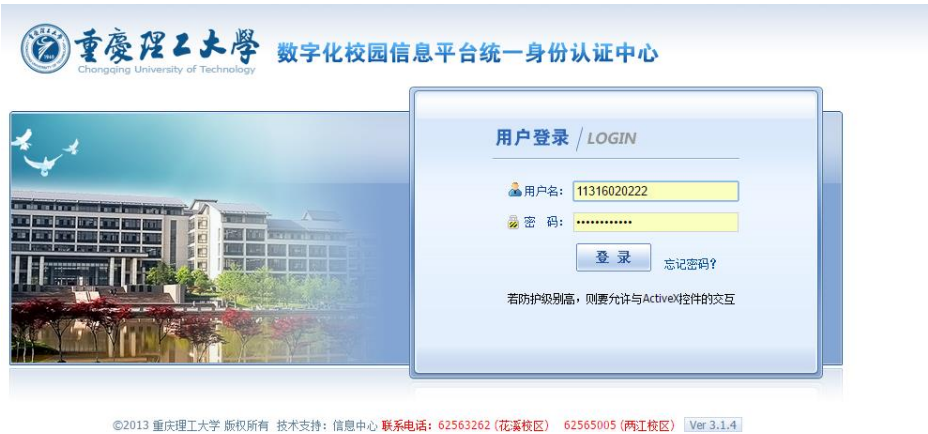 重慶理工大學 数字化校园信息平台统一身份认证中心
Chongqing University of Technology
用户登录 / LOGIN
用户名: 11316020222
密 码: ••••••••••••
登 录 忘记密码?
若防护级别高，则要允许与ActiveX控件的交互
©2013 重庆理工大学 版权所有 技术支持: 信息中心 联系电话: 62563262 (花溪校区) 62565005 (两江校区) Ver 3.1.4